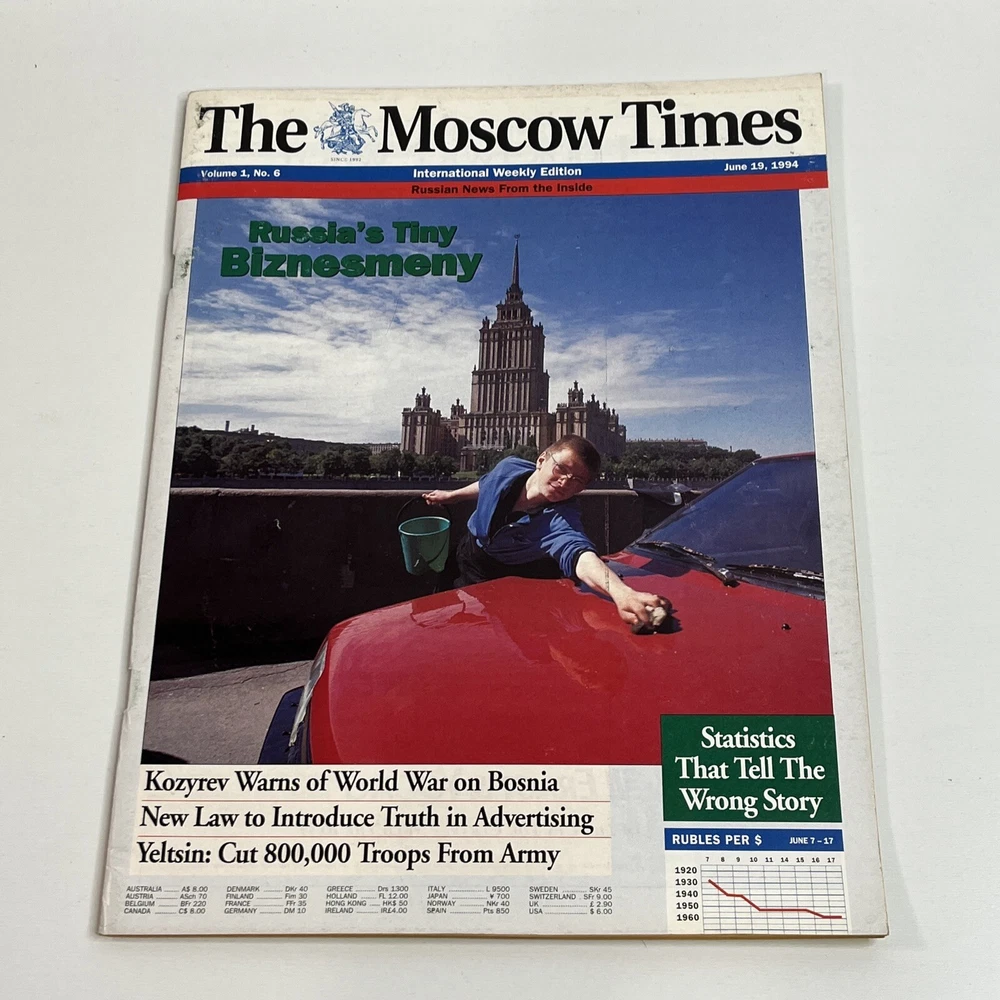 The Moscow Times
SINCE 1992
Volume 1, No. 6 International Weekly Edition June 19, 1994
Russian News From the Inside
Russia's Tiny
Biznesmeny
Statistics
That Tell The
Wrong Story
Kozyrev Warns of World War on Bosnia
New Law to Introduce Truth in Advertising
Yeltsin: Cut 800,000 Troops From Army
RUBLES PER $ JUNE 7 – 17
7 8 9 10 11 14 15 16 17
1920
1930
1940
1950
1960
AUSTRALIA A$ 8.00 DENMARK DKr 40 GREECE Drs 1300 ITALY L 9500 SWEDEN SKr 45
AUSTRIA ASch 70 FINLAND Fim 30 HOLLAND FL 12.00 JAPAN ¥ 700 SWITZERLAND SFr 9.00
BELGIUM BFr 220 FRANCE FFr 35 HONG KONG HK$ 50 NORWAY NKr 40 UK £ 2.90
CANADA C$ 8.00 GERMANY DM 10 IRELAND IR£4.00 SPAIN Pts 850 USA $ 6.00